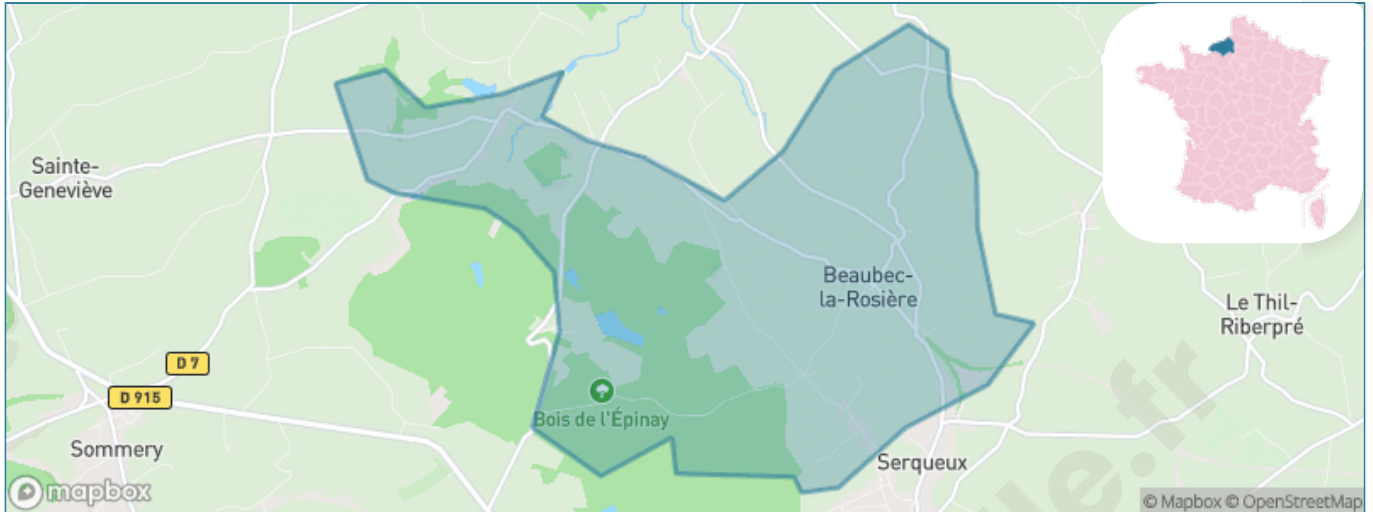 Sainte-
Geneviève
Beaubec-
la-Rosière
Le Thil-
Riberpré
D 7
D 915
Bois de l'Épinay
Sommery
Serqueux
mapbox
© Mapbox © OpenStreetMap